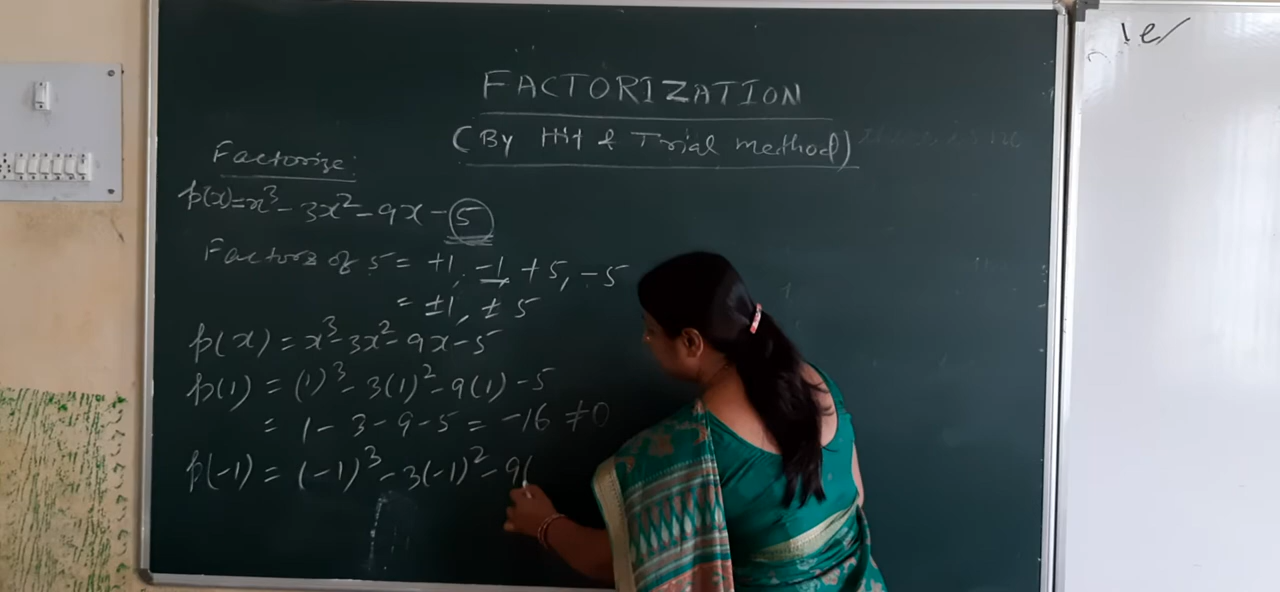 FACTORIZATION
(By Hit & Trial method)
Factorize:
p(x)=x³-3x²-9x-5
Factors of 5 = +1, -1, +5, -5
= ±1, ±5
p(x) = x³-3x²-9x-5
p(1) = (1)³-3(1)²-9(1)-5
= 1-3-9-5 = -16 ≠0
p(-1) = (-1)³-3(-1)²-9(